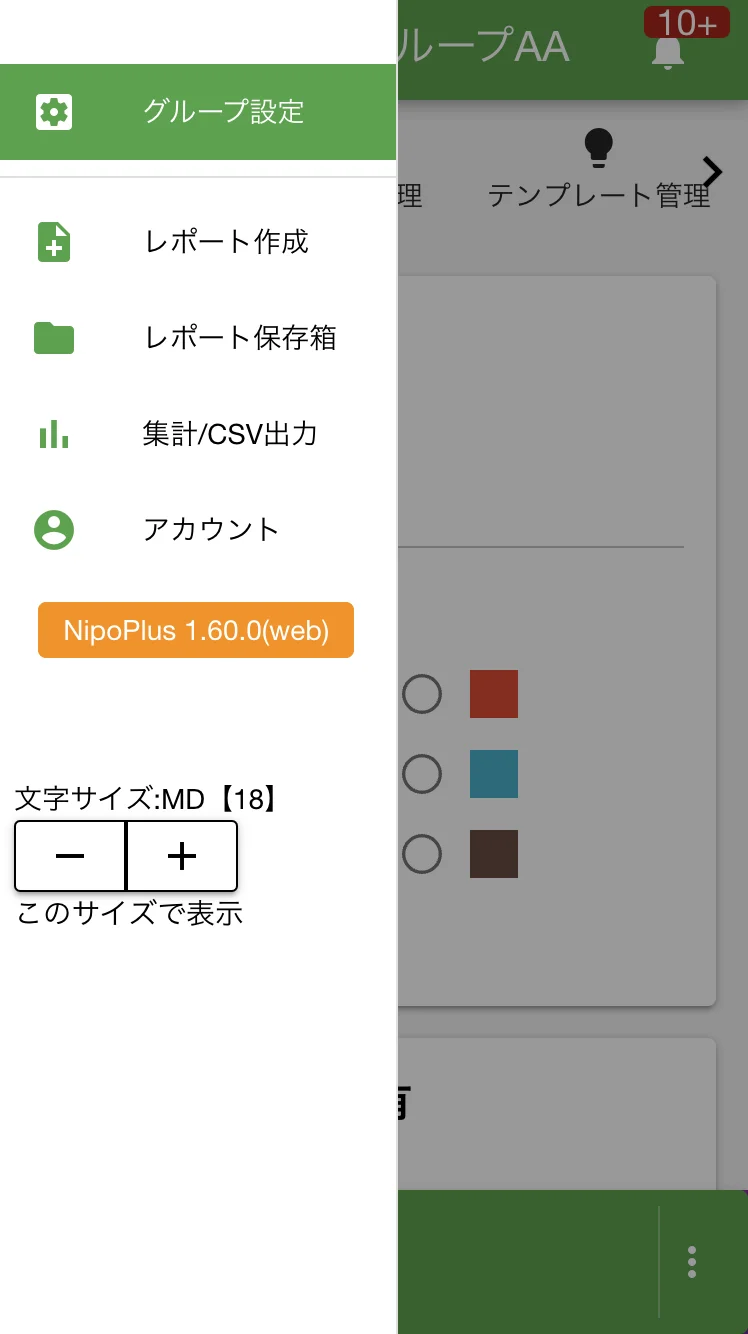 ループAA
10+
グループ設定
理
テンプレート管理
レポート作成
レポート保存箱
集計/CSV出力
アカウント
NipoPlus 1.60.0(web)
文字サイズ:MD【18】
このサイズで表示